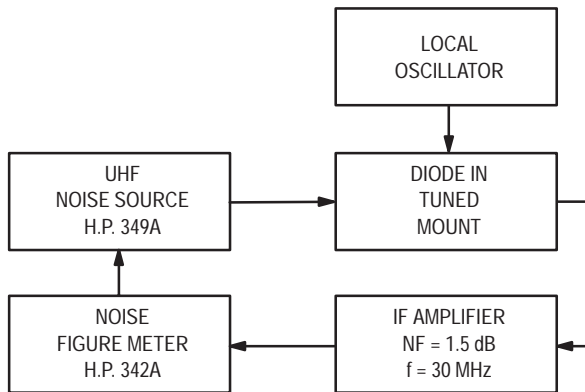 LOCAL
OSCILLATOR
UHF
NOISE SOURCE
H.P. 349A
DIODE IN
TUNED
MOUNT
NOISE
FIGURE METER
H.P. 342A
IF AMPLIFIER
NF = 1.5 dB
f = 30 MHz